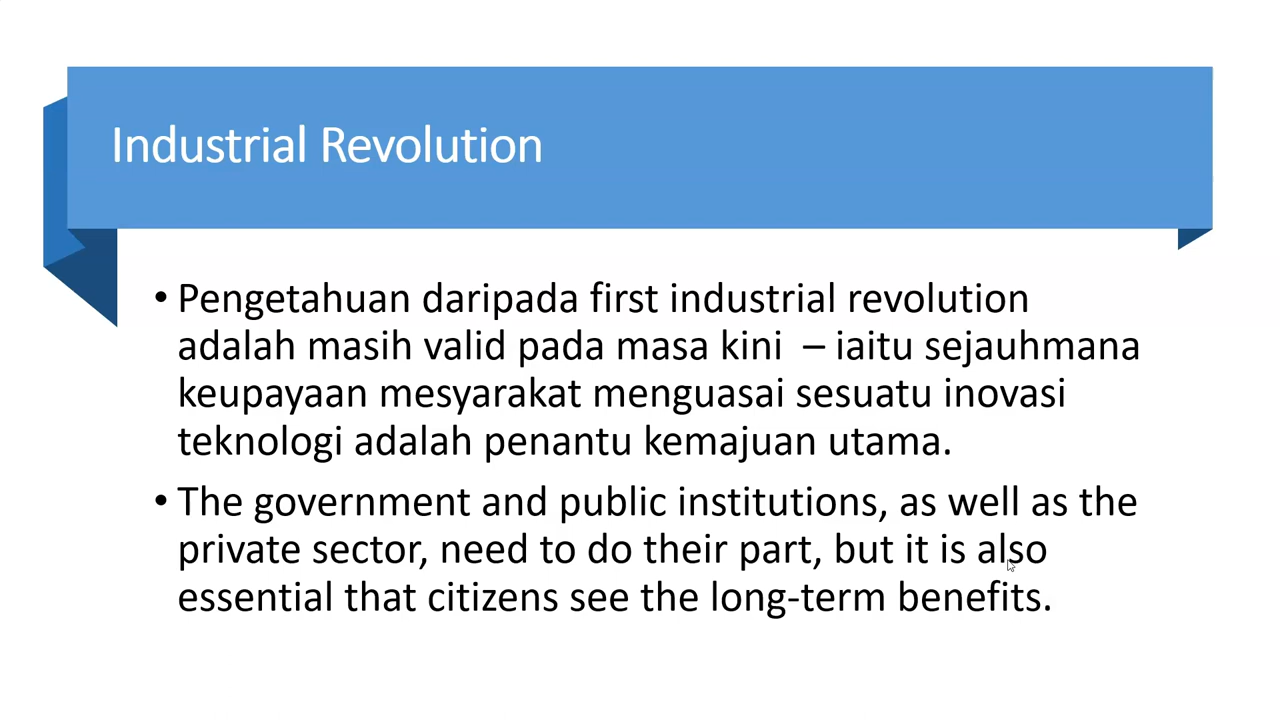 Industrial Revolution
• Pengetahuan daripada first industrial revolution
adalah masih valid pada masa kini – iaitu sejauhmana
keupayaan mesyarakat menguasai sesuatu inovasi
teknologi adalah penantu kemajuan utama.
• The government and public institutions, as well as the
private sector, need to do their part, but it is also
essential that citizens see the long-term benefits.